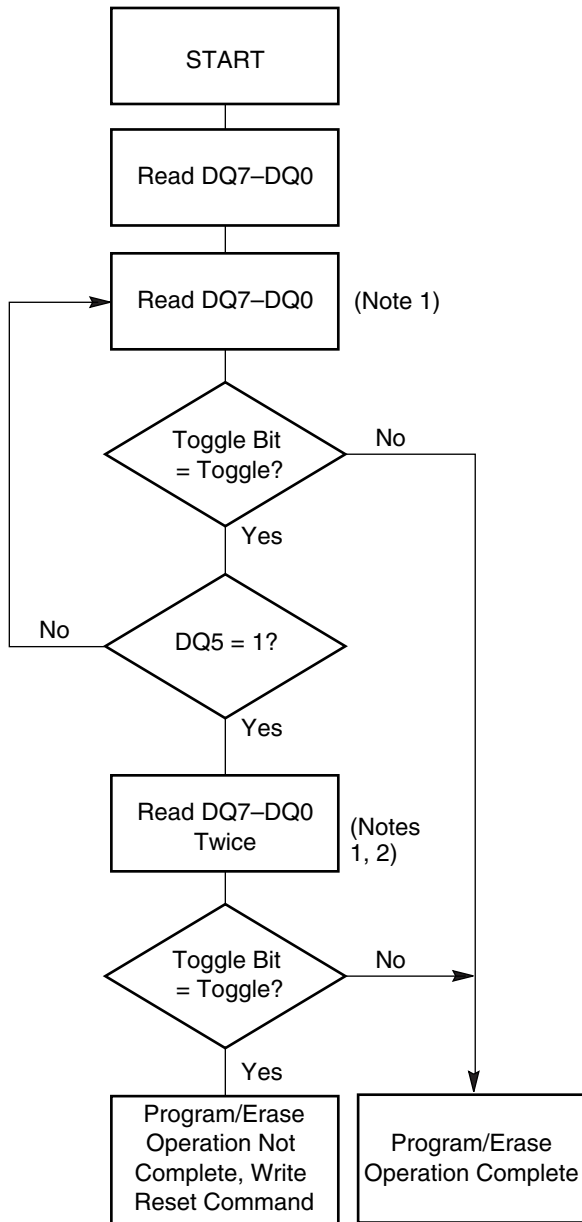 START
Read DQ7–DQ0
Read DQ7–DQ0
(Note 1)
Toggle Bit
= Toggle?
No
Yes
No
DQ5 = 1?
Yes
Read DQ7–DQ0
Twice
(Notes
1, 2)
Toggle Bit
= Toggle?
No
Yes
Program/Erase
Operation Not
Complete, Write
Reset Command
Program/Erase
Operation Complete